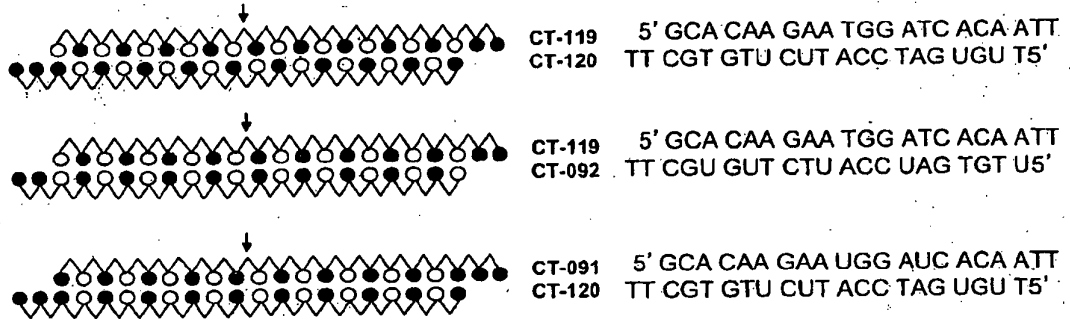 CT-119 5' GCA CAA GAA TGG ATC ACA ATT
CT-120 TT CGT GTU CUT ACC TAG UGU T5'
CT-119 5' GCA CAA GAA TGG ATC ACA ATT
CT-092 TT CGU GUT CTU ACC UAG TGT U5'
CT-091 5' GCA CAA GAA UGG AUC ACA ATT
CT-120 TT CGT GTU CUT ACC TAG UGU T5'